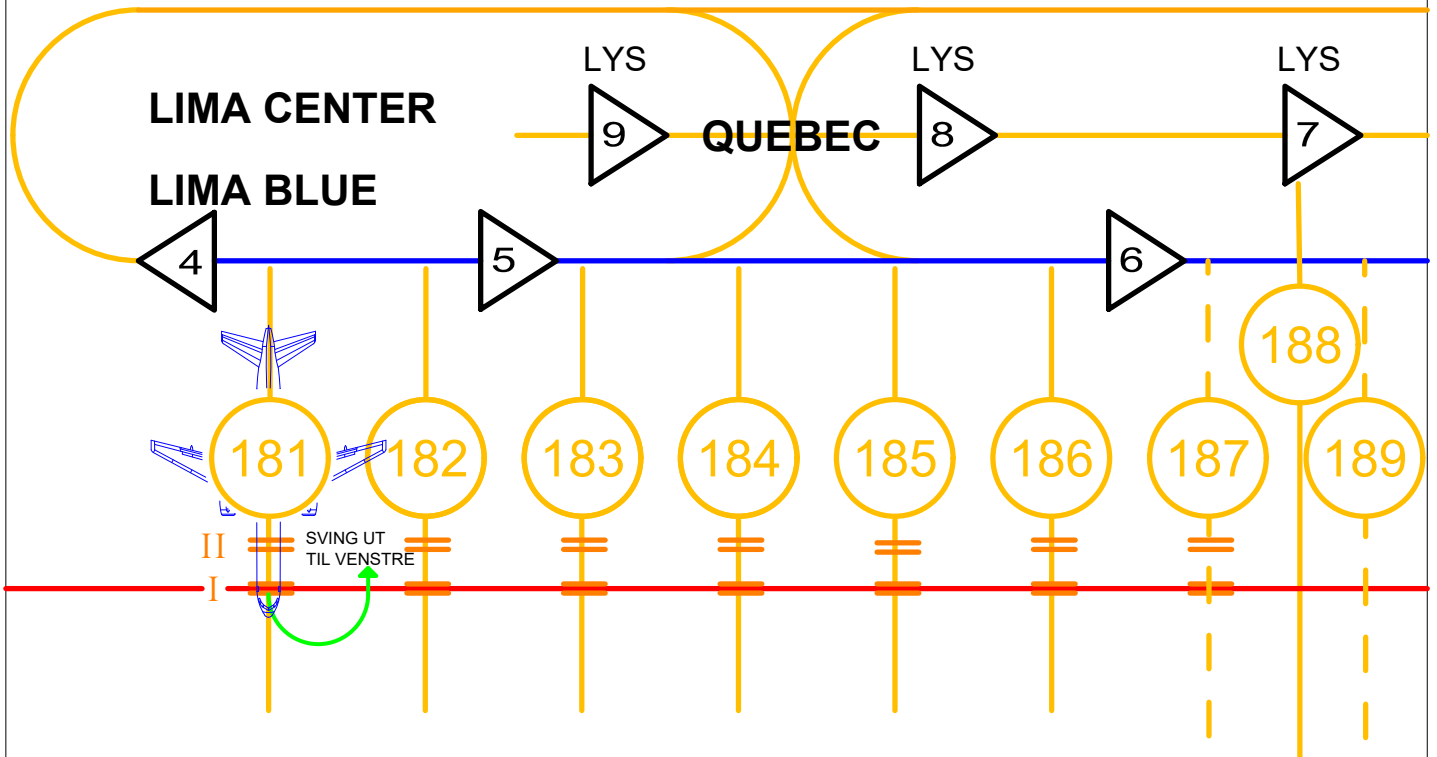 LYS LYS LYS
LIMA CENTER
9 QUEBEC 8 7
LIMA BLUE
4 5 6
188
181 182 183 184 185 186 187 189
II SVING UT
TIL VENSTRE
I